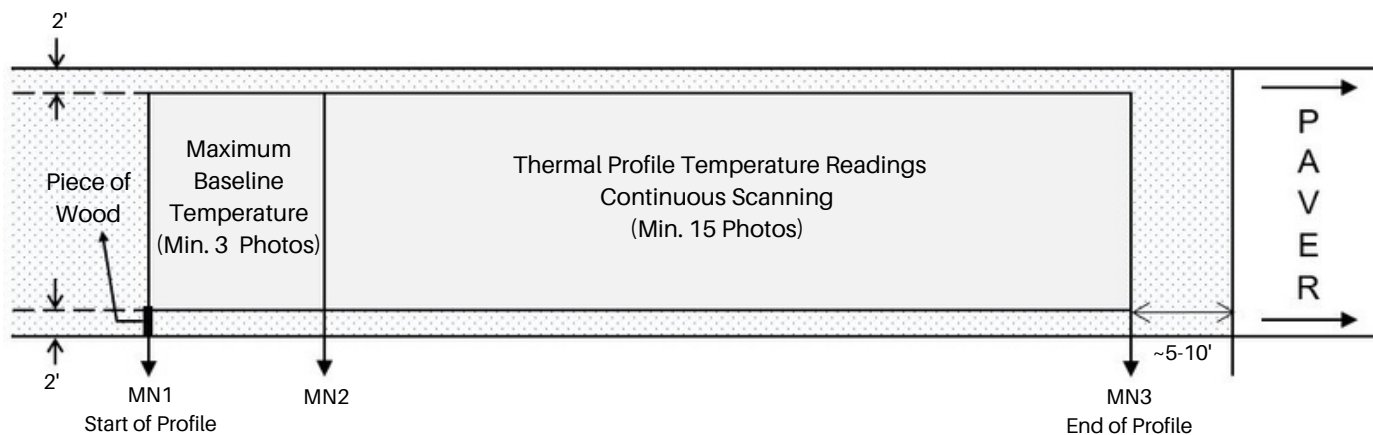 2'
Maximum
Baseline
Temperature
(Min. 3 Photos)
Thermal Profile Temperature Readings
Continuous Scanning
(Min. 15 Photos)
Piece of
Wood
P
A
V
E
R
2'
~5-10'
MN1
Start of Profile
MN2
MN3
End of Profile